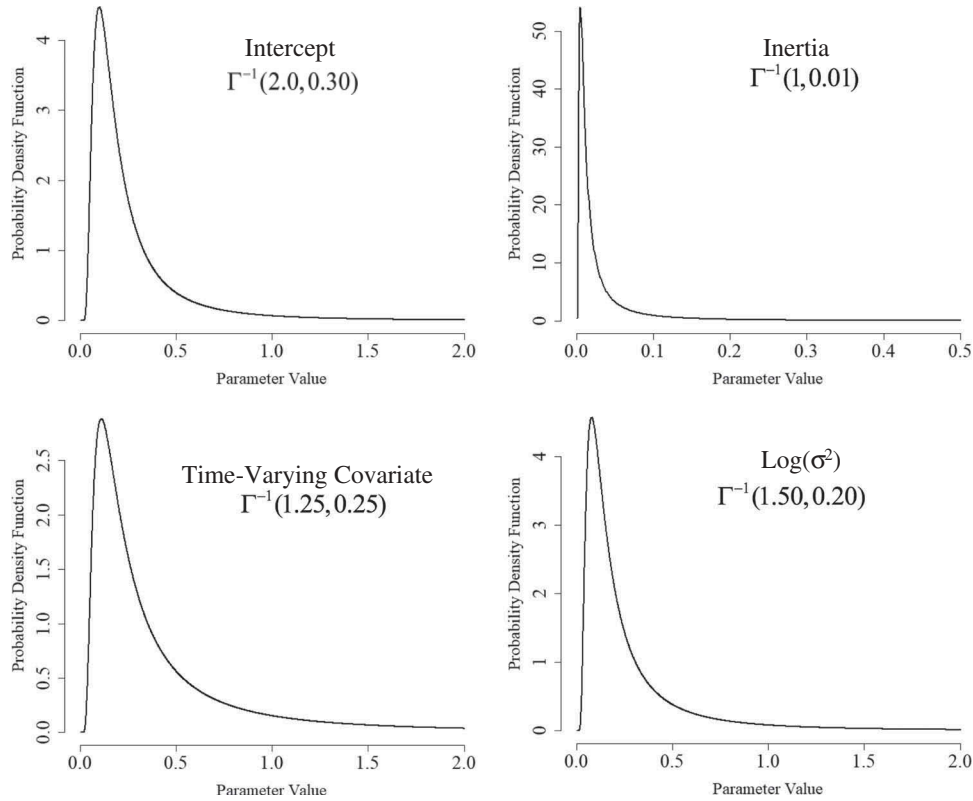 Intercept
Γ⁻¹(2.0,0.30)
Probability Density Function
4
3
2
1
0
0.0 0.5 1.0 1.5 2.0
Parameter Value
Inertia
Γ⁻¹(1,0.01)
Probability Density Function
50
40
30
20
10
0
0.0 0.1 0.2 0.3 0.4 0.5
Parameter Value
Time-Varying Covariate
Γ⁻¹(1.25,0.25)
Probability Density Function
2.5
2.0
1.5
1.0
0.5
0.0
0.0 0.5 1.0 1.5 2.0
Parameter Value
Log(σ²)
Γ⁻¹(1.50,0.20)
Probability Density Function
4
3
2
1
0
0.0 0.5 1.0 1.5 2.0
Parameter Value